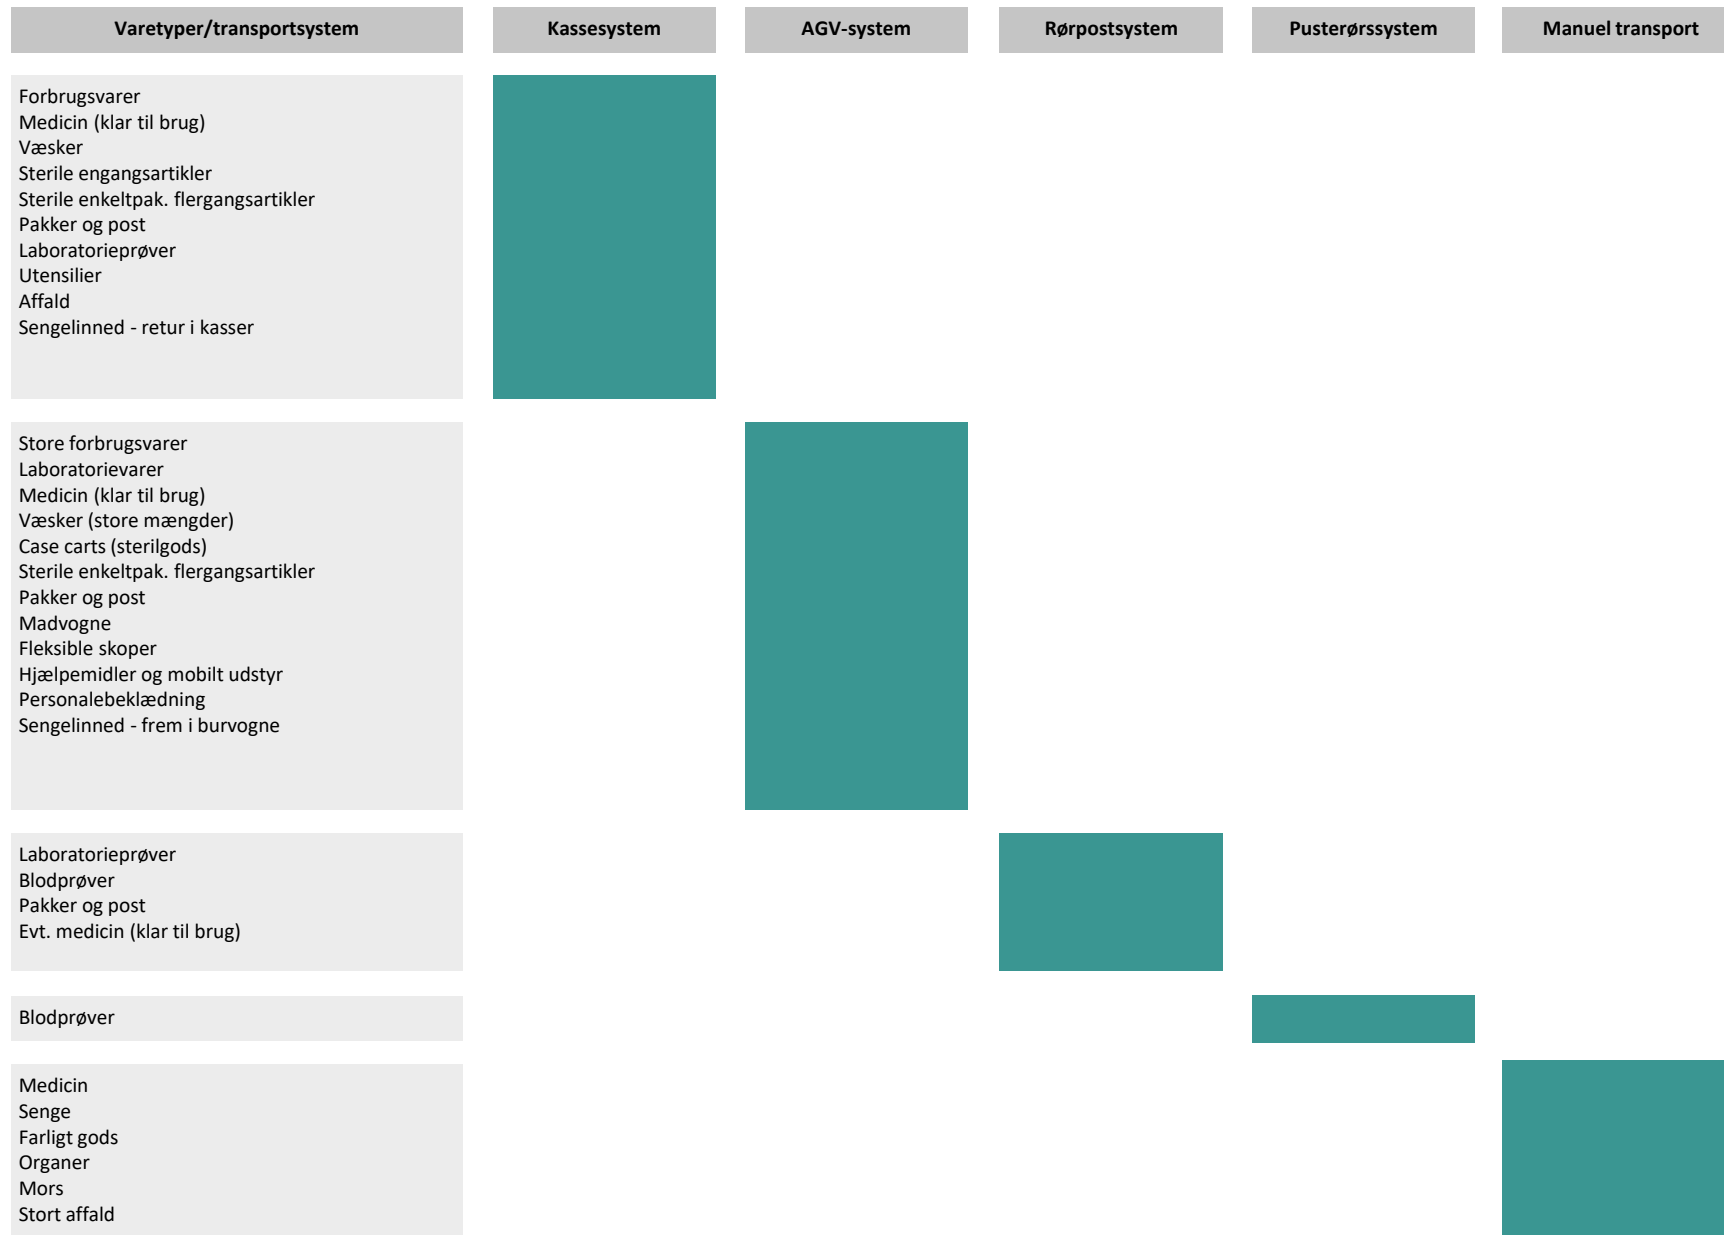 Varetyper/transportsystem
Kassesystem
AGV-system
Rørpostsystem
Pusterørssystem
Manuel transport
Forbrugsvarer
Medicin (klar til brug)
Væsker
Sterile engangsartikler
Sterile enkeltpak. flergangsartikler
Pakker og post
Laboratorieprøver
Utensilier
Affald
Sengelinned - retur i kasser
Store forbrugsvarer
Laboratorievarer
Medicin (klar til brug)
Væsker (store mængder)
Case carts (sterilgods)
Sterile enkeltpak. flergangsartikler
Pakker og post
Madvogne
Fleksible skoper
Hjælpemidler og mobilt udstyr
Personalebeklædning
Sengelinned - frem i burvogne
Laboratorieprøver
Blodprøver
Pakker og post
Evt. medicin (klar til brug)
Blodprøver
Medicin
Senge
Farligt gods
Organer
Mors
Stort affald